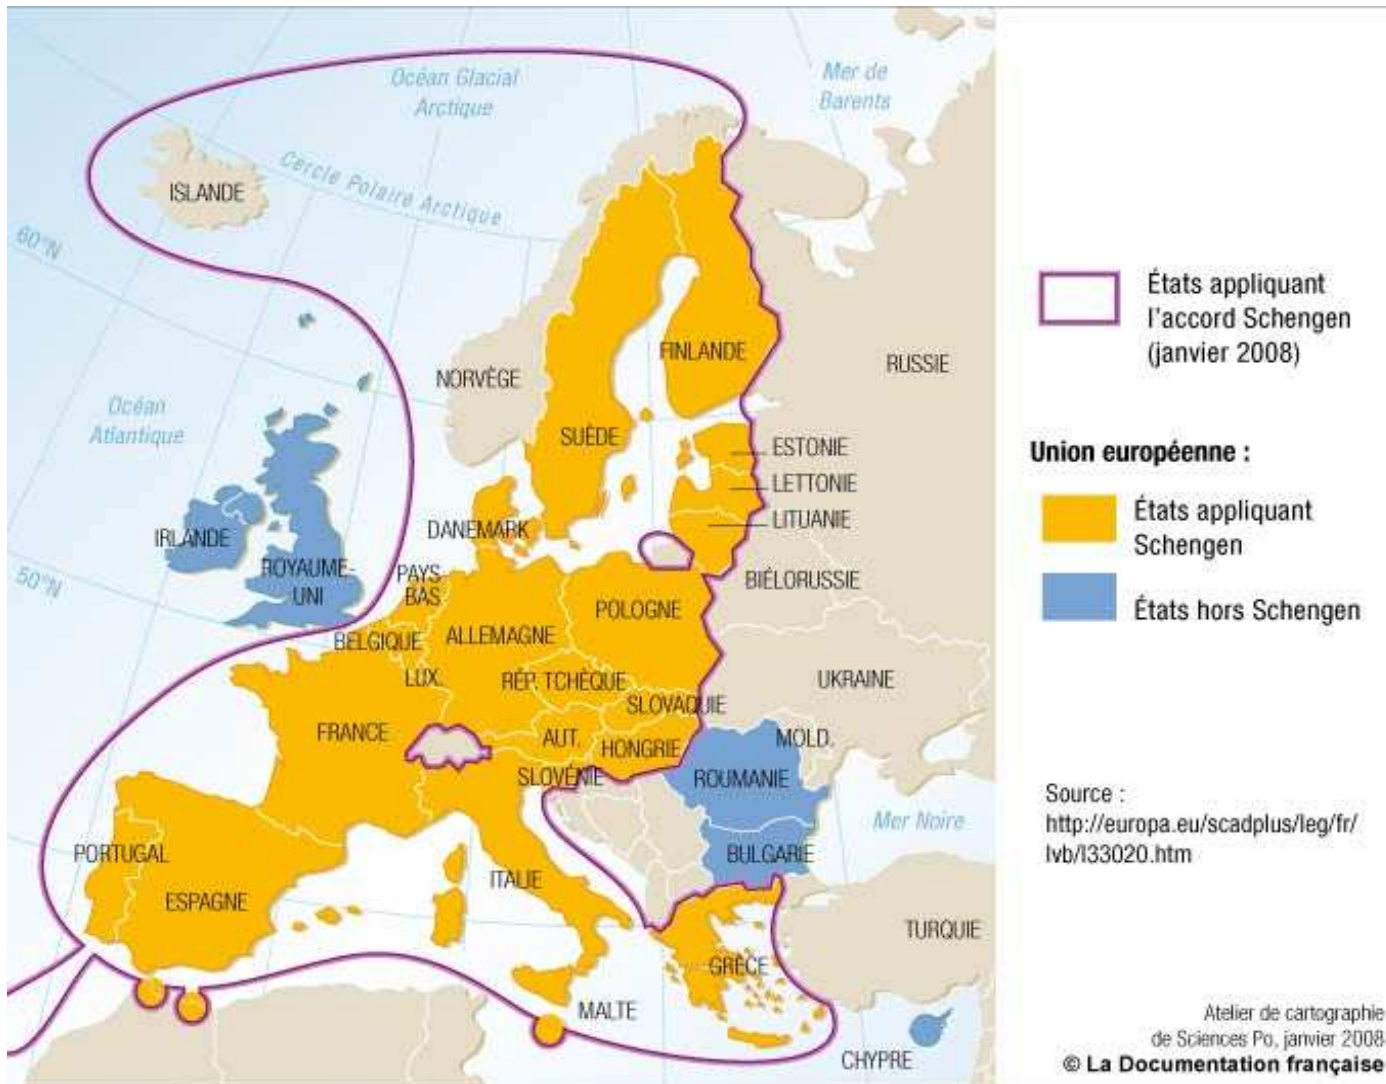 Océan Glacial
Arctique
Mer de
Barents
Cercle Polaire Arctique
ISLANDE
60°N
NORVÈGE
FINLANDE
RUSSIE
Océan
Atlantique
SUÈDE
ESTONIE
LETTONIE
LITUANIE
IRLANDE
DANEMARK
ROYAUME-
UNI
50°N
PAYS-
BAS
BIÉLORUSSIE
POLOGNE
BELGIQUE
ALLEMAGNE
LUX.
RÉP. TCHÈQUE
UKRAINE
SLOVAQUIE
FRANCE
AUT.
HONGRIE
MOLD.
SLOVÉNIE
ROUMANIE
Mer Noire
PORTUGAL
BULGARIE
ITALIE
ESPAGNE
TURQUIE
GRÈCE
MALTE
CHYPRE
États appliquant
l'accord Schengen
(janvier 2008)
Union européenne :
États appliquant
Schengen
États hors Schengen
Source :
http://europa.eu/scadplus/leg/fr/
lvb/l33020.htm
Atelier de cartographie
de Sciences Po, janvier 2008
© La Documentation française